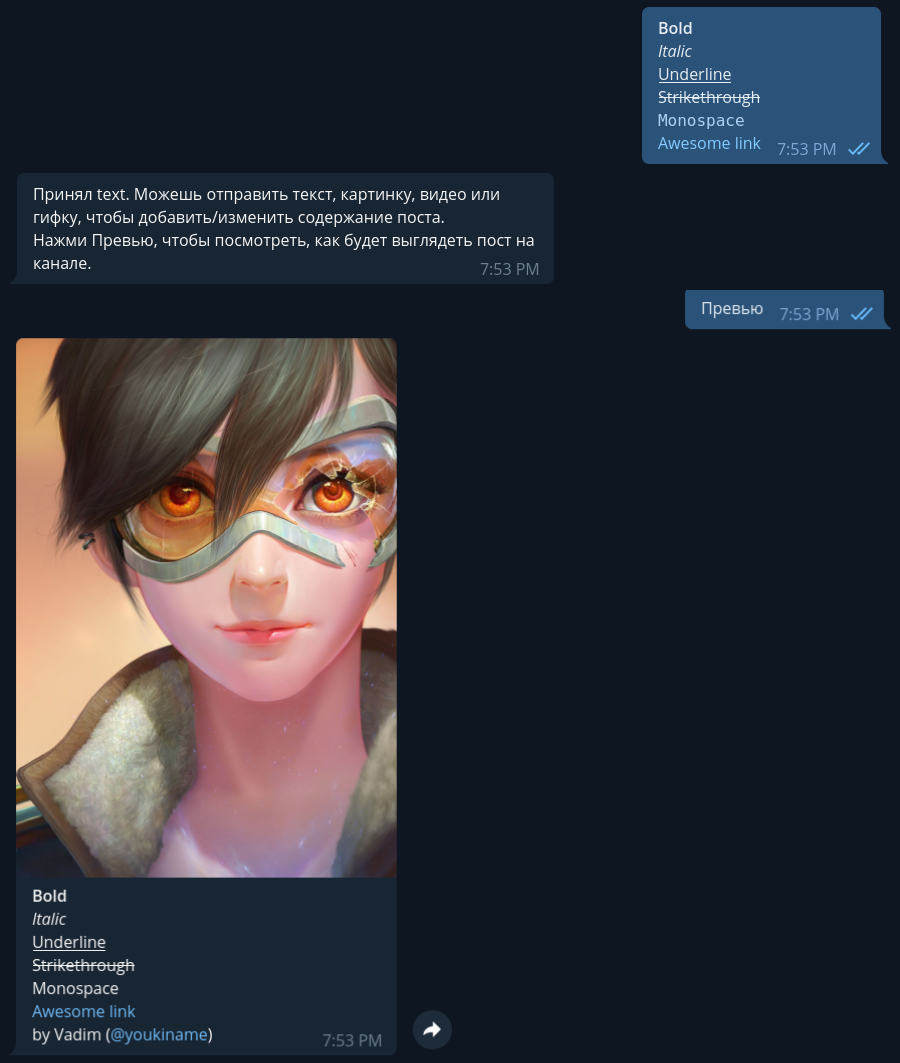 Bold
Italic
Underline
Strikethrough
Monospace
Awesome link 7:53 PM
Принял text. Можешь отправить текст, картинку, видео или
гифку, чтобы добавить/изменить содержание поста.
Нажми Превью, чтобы посмотреть, как будет выглядеть пост на
канале. 7:53 PM
Превью 7:53 PM
Bold
Italic
Underline
Strikethrough
Monospace
Awesome link
by Vadim (@youkiname) 7:53 PM